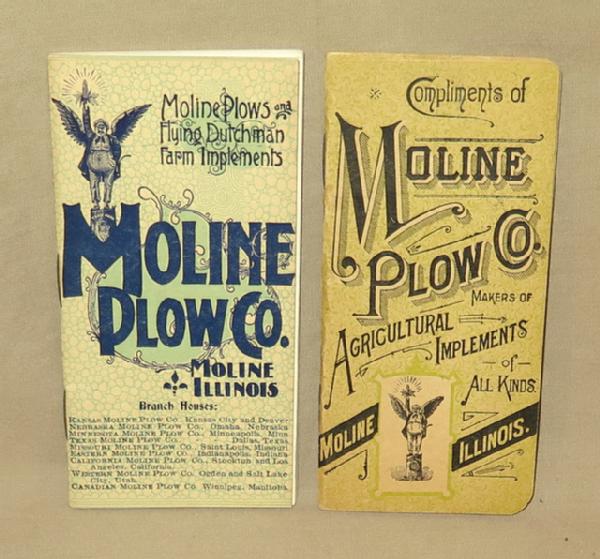 Moline Plows and
Flying Dutchman
Farm Implements
MOLINE
PLOW CO.
MOLINE
ILLINOIS
Branch Houses:
KANSAS MOLINE PLOW Co., Kansas City and Denver
NEBRASKA MOLINE PLOW Co., Omaha, Nebraska
MINNESOTA MOLINE PLOW Co., Minneapolis, Minn
TEXAS MOLINE PLOW Co. Dallas, Texas
MISSOURI MOLINE PLOW Co., Saint Louis, Missouri
EASTERN MOLINE PLOW Co., Indianapolis, Indiana
CALIFORNIA MOLINE PLOW Co., Stockton and Los
Angeles, California.
WESTERN MOLINE PLOW Co. Ogden and Salt Lake
City, Utah.
CANADIAN MOLINE PLOW Co Winnipeg, Manitoba
Compliments of
MOLINE
PLOW CO.
MAKERS OF
AGRICULTURAL
IMPLEMENTS
-of-
ALL KINDS
MOLINE
ILLINOIS.